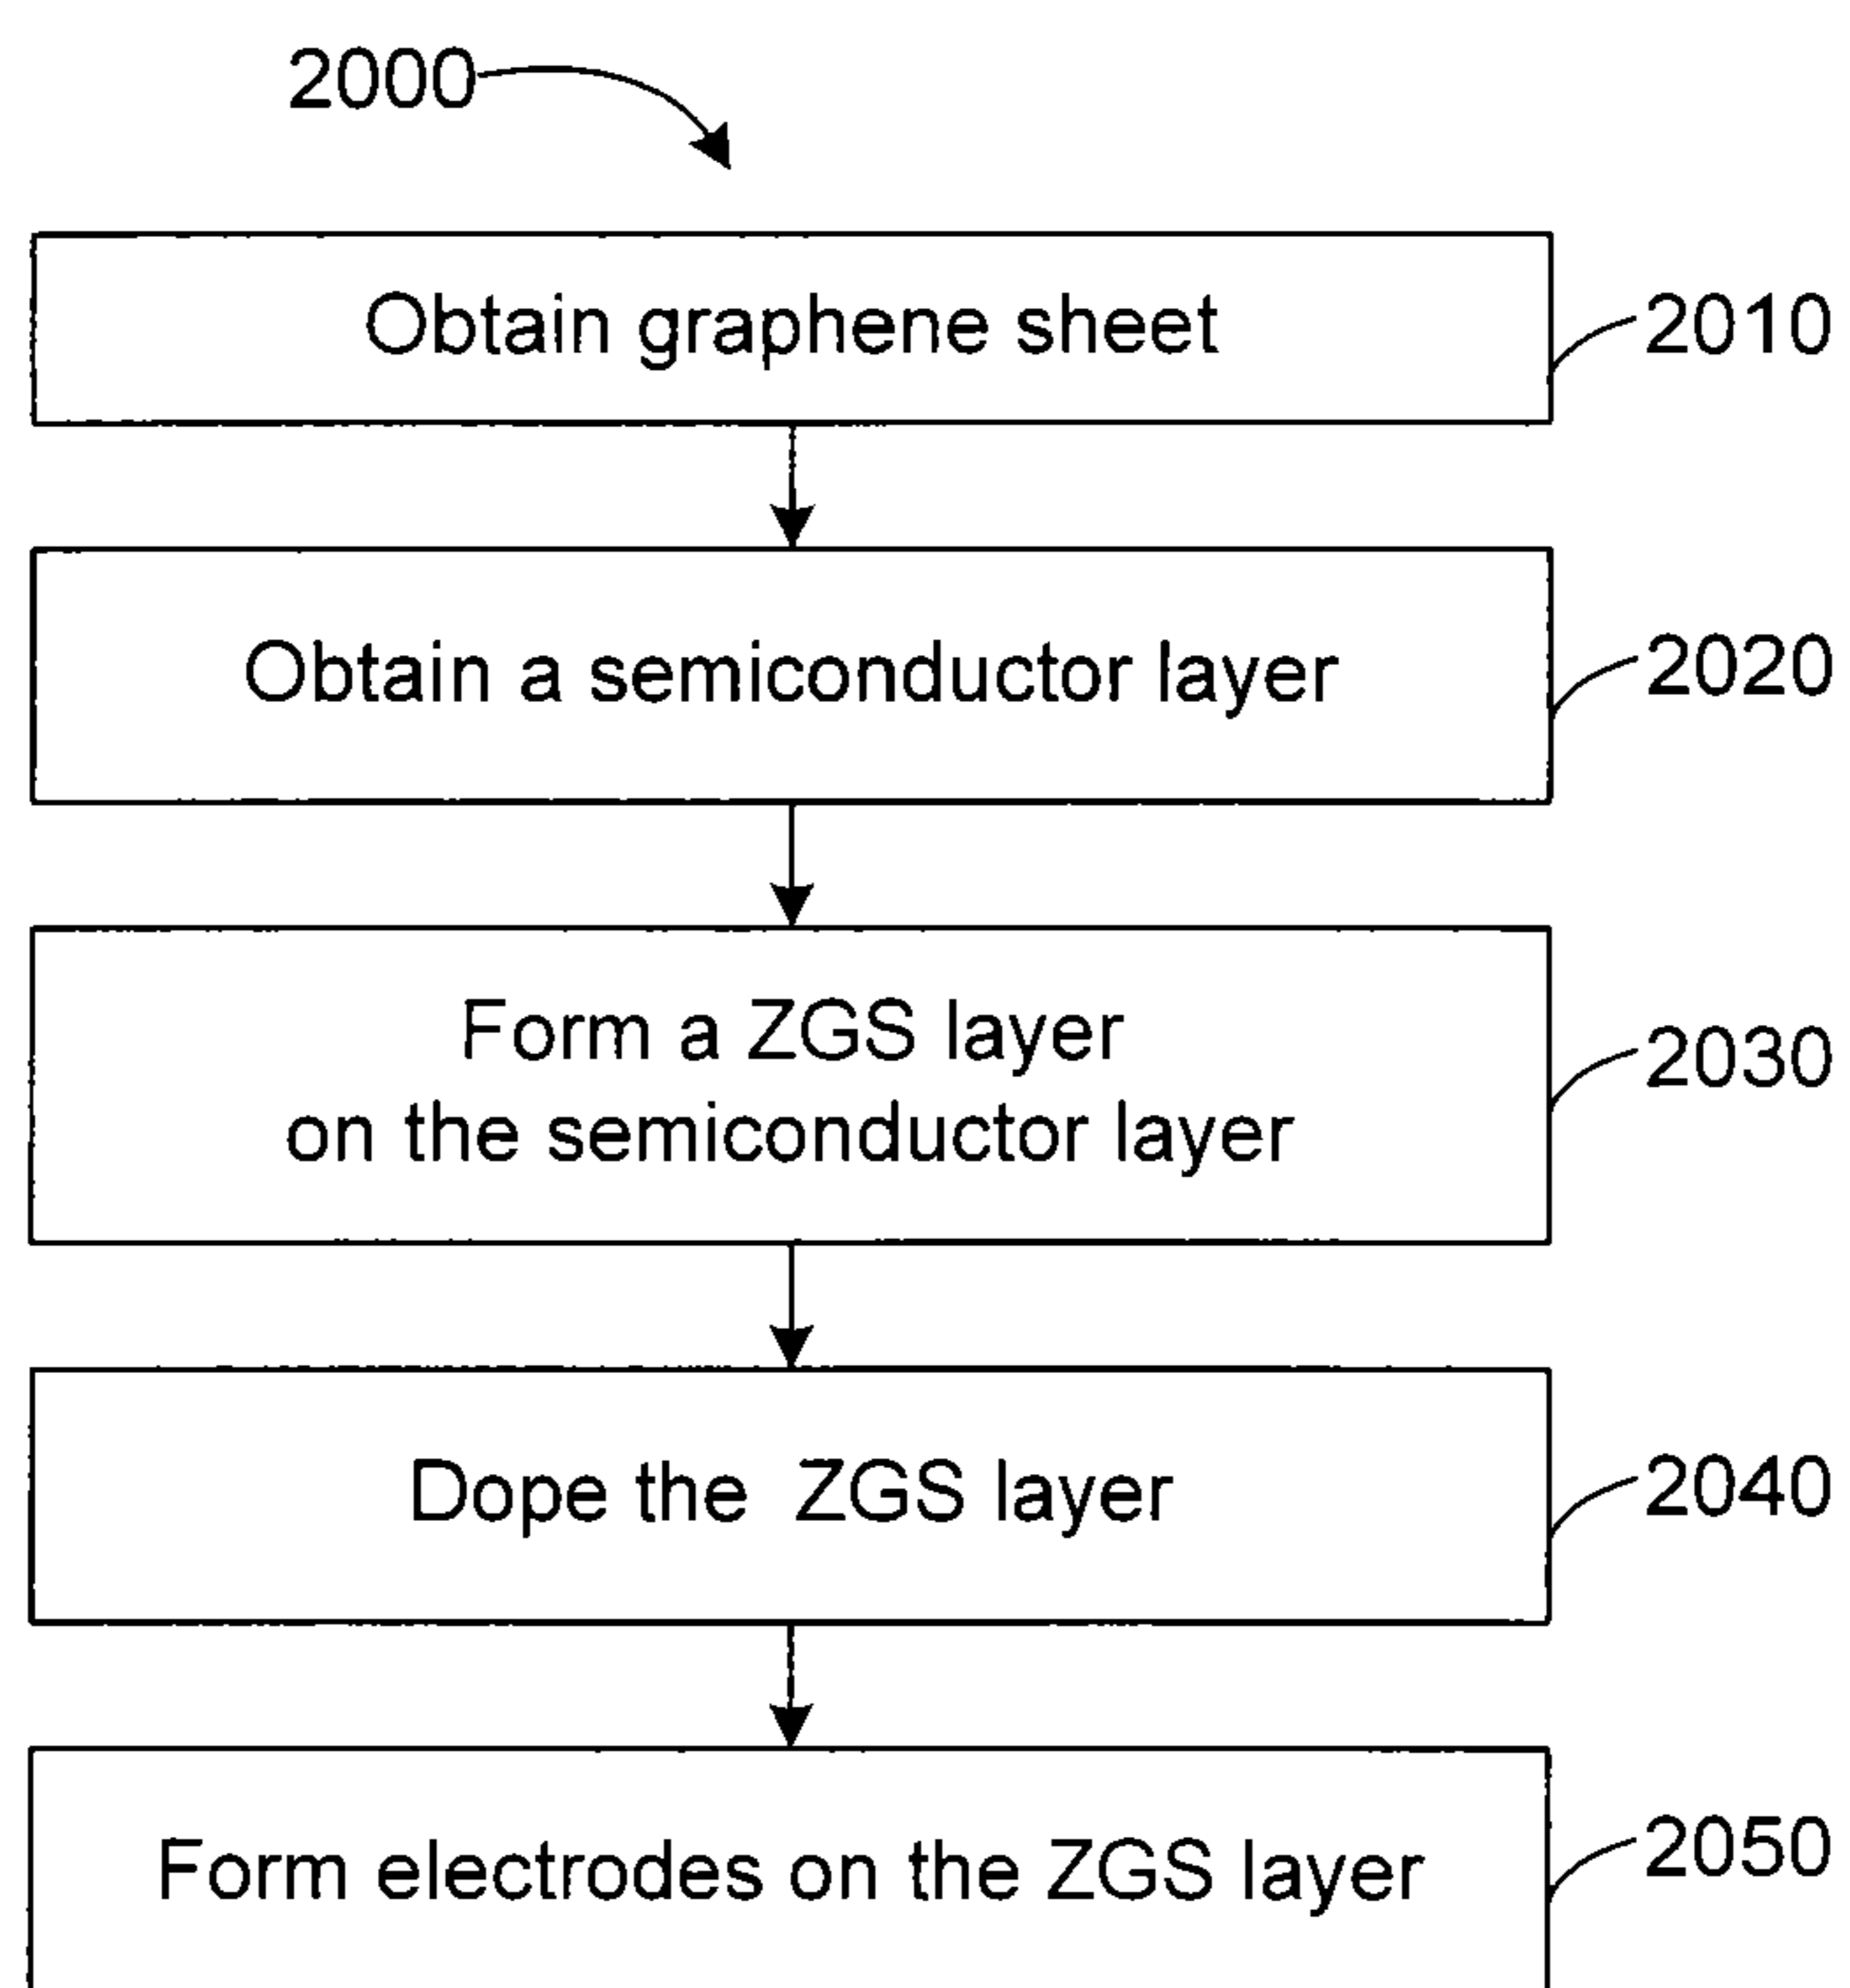 2000
Obtain graphene sheet
2010
Obtain a semiconductor layer
2020
Form a ZGS layer
on the semiconductor layer
2030
Dope the ZGS layer
2040
Form electrodes on the ZGS layer
2050